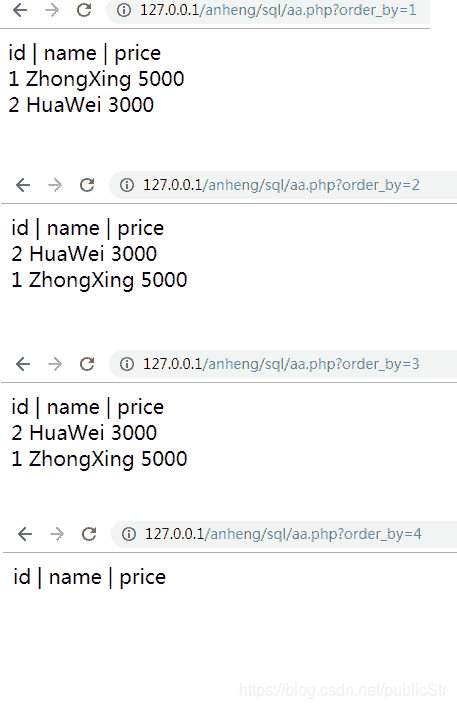 127.0.0.1/anheng/sql/aa.php?order_by=1
id | name | price
1 ZhongXing 5000
2 HuaWei 3000
127.0.0.1/anheng/sql/aa.php?order_by=2
id | name | price
2 HuaWei 3000
1 ZhongXing 5000
127.0.0.1/anheng/sql/aa.php?order_by=3
id | name | price
2 HuaWei 3000
1 ZhongXing 5000
127.0.0.1/anheng/sql/aa.php?order_by=4
id | name | price
https://blog.csdn.net/publicStr